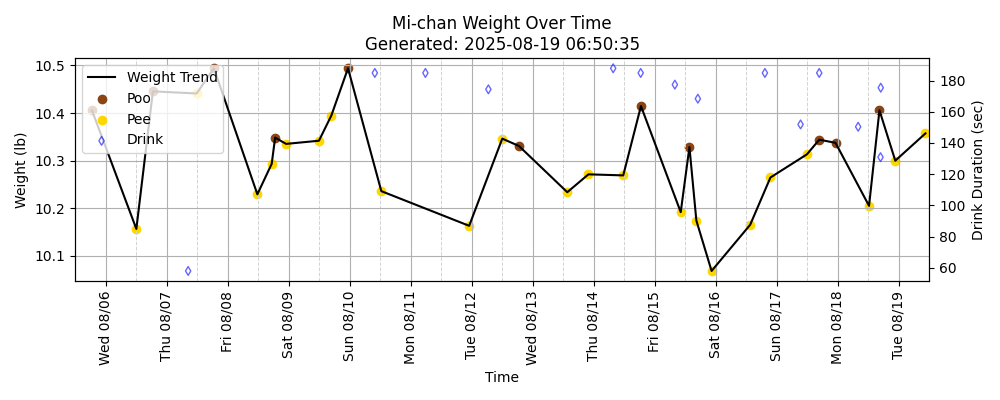 Mi-chan Weight Over Time
Generated: 2025-08-19 06:50:35
Weight (lb)
10.5
10.4
10.3
10.2
10.1
Weight Trend
Poo
Pee
Drink
180
160
140
120
100
80
60
Drink Duration (sec)
Wed 08/06
Thu 08/07
Fri 08/08
Sat 08/09
Sun 08/10
Mon 08/11
Tue 08/12
Wed 08/13
Thu 08/14
Fri 08/15
Sat 08/16
Sun 08/17
Mon 08/18
Tue 08/19
Time